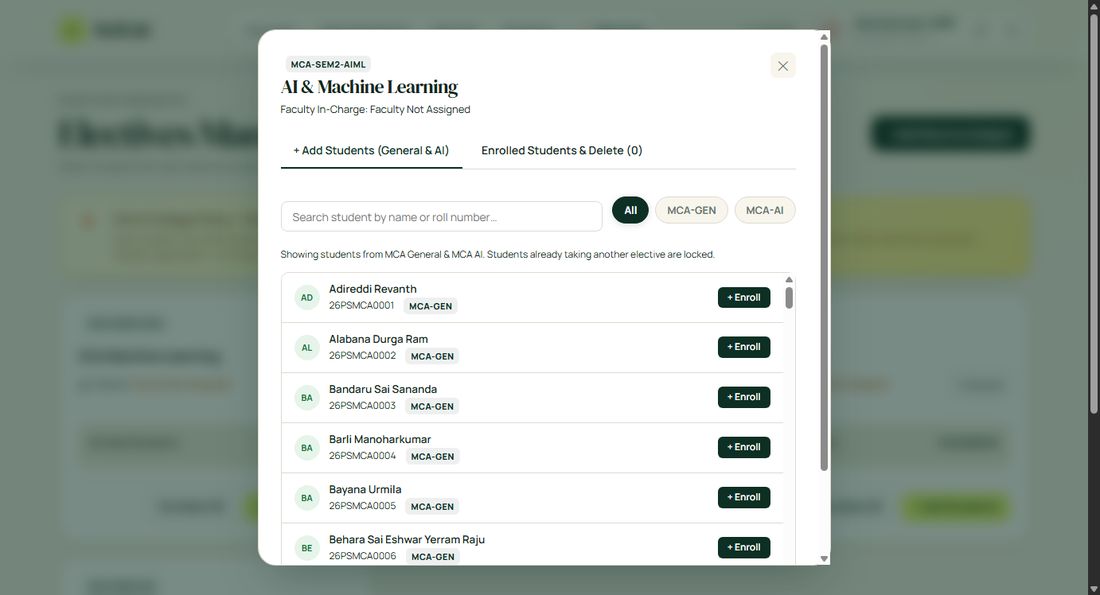 MCA-SEM2-AIML
AI & Machine Learning
Faculty In-Charge: Faculty Not Assigned
+ Add Students (General & AI)
Enrolled Students & Delete (0)
Search student by name or roll number...
All
MCA-GEN
MCA-AI
Showing students from MCA General & MCA AI. Students already taking another elective are locked.
AD
Adireddi Revanth
26PSMCA0001 MCA-GEN
+ Enroll
AL
Alabana Durga Ram
26PSMCA0002 MCA-GEN
+ Enroll
BA
Bandaru Sai Sananda
26PSMCA0003 MCA-GEN
+ Enroll
BA
Barli Manoharkumar
26PSMCA0004 MCA-GEN
+ Enroll
BA
Bayana Urmila
26PSMCA0005 MCA-GEN
+ Enroll
BE
Behara Sai Eshwar Yerram Raju
26PSMCA0006 MCA-GEN
+ Enroll